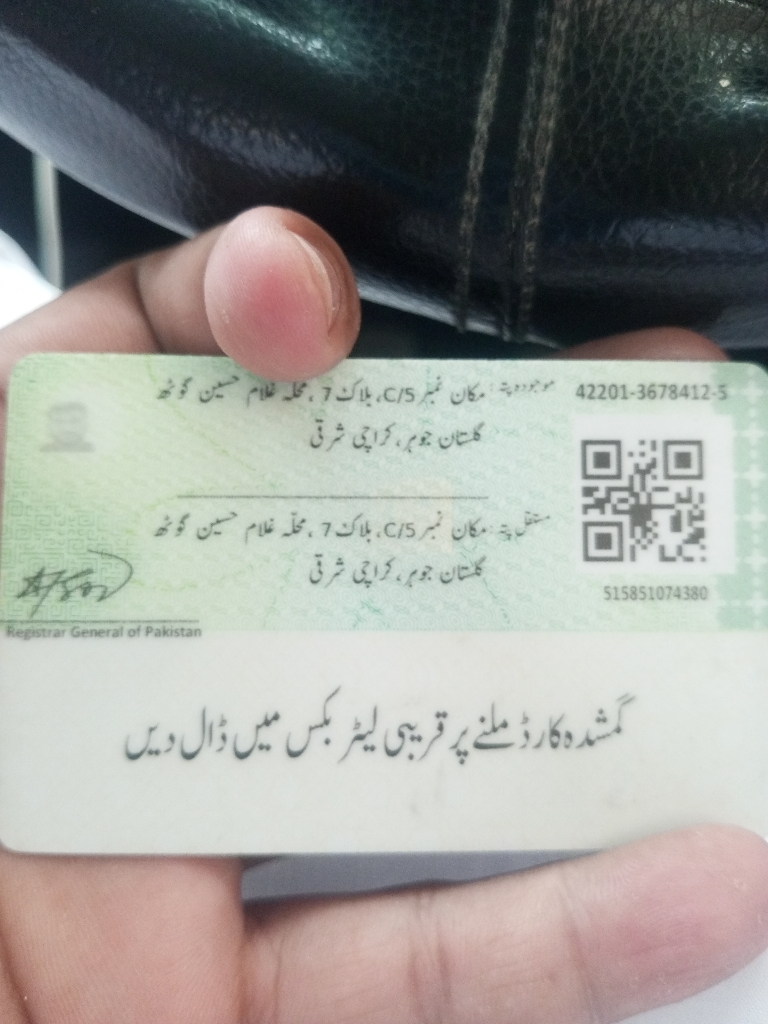 42201-3678412-5
موجودہ پتہ: مکان نمبر C/5، بلاک 7 ، محلہ غلام حسین گوٹھ
گلستان جوہر، کراچی شرقی
مستقل پتہ: مکان نمبر C/5، بلاک 7 ، محلّہ غلام حسین گوٹھ
گلستان جوہر، کراچی شرقی
515851074380
Registrar General of Pakistan
گمشدہ کارڈ ملنے پر قریبی لیٹر بکس میں ڈال دیں